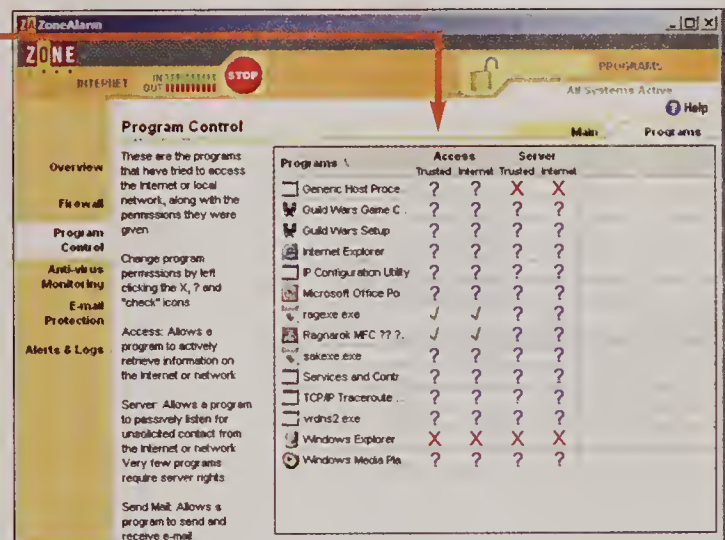 ZA ZoneAlarm
ZONE
INTERNET
IN
OUT
STOP
PROGRAMS
All Systems Active
Help
Program Control
Main Programs
Overview
Firewall
Program
Control
Anti-virus
Monitoring
E-mail
Protection
Alerts & Logs
These are the programs
that have tried to access
the Internet or local
network, along with the
permissions they were
given
Change program
permissions by left
clicking the X, ? and
"check" icons
Access: Allows a
program to actively
retrieve information on
the Internet or network
Server: Allows a program
to passively listen for
unsolicited contact from
the Internet or network
Very few programs
require server rights
Send Mail: Allows a
program to send and
receive e-mail
Programs Access Server
Trusted Internet Trusted Internet
Generic Host Proce.. ? ? X X
Guild Wars Game C.. ? ? ? ?
Guild Wars Setup ? ? ? ?
Internet Explorer ? ? ? ?
IP Configuration Utility ? ? ? ?
Microsoft Office Po ? ? ? ?
ragexe.exe √ √ ? ?
Ragnarok MFC ?? ?. √ √ ? ?
sakexe.exe ? ? ? ?
Services and Contr ? ? ? ?
TCP/IP Traceroute ... ? ? ? ?
vrdns2.exe ? ? ? ?
Windows Explorer X X X X
Windows Media Pla ? ? ? ?